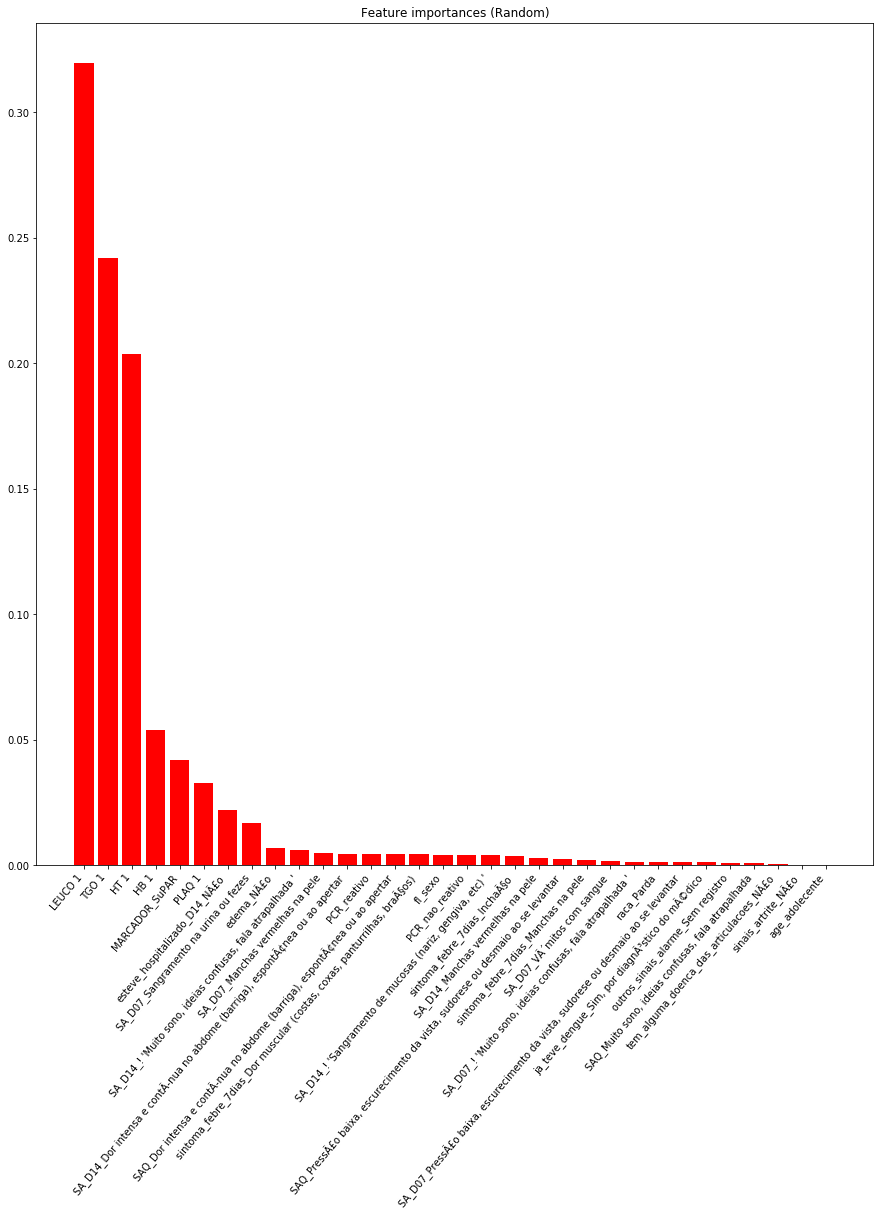 Feature importances (Random)
0.30
0.25
0.20
0.15
0.10
0.05
0.00
LEUCO 1
TGO 1
HT 1
HB 1
MARCADOR_SuPAR
PLAQ 1
esteve_hospitalizado_D14_NÃ£o
SA_D07_Sangramento na urina ou fezes
edema_NÃ£o
SA_D14_! 'Muito sono, ideias confusas, fala atrapalhada '
SA_D07_Manchas vermelhas na pele
SA_D14_Dor intensa e contÃ-nua no abdome (barriga), espontÃ¢nea ou ao apertar
PCR_reativo
SAQ_Dor intensa e contÃ-nua no abdome (barriga), espontÃ¢nea ou ao apertar
sintoma_febre_7dias_Dor muscular (costas, coxas, panturrilhas, braÃ§os)
fl_sexo
PCR_nao_reativo
SA_D14_! 'Sangramento de mucosas (nariz, gengiva, etc) '
sintoma_febre_7dias_InchaÃ§o
SA_D14_Manchas vermelhas na pele
SAQ_PressÃ£o baixa, escurecimento da vista, sudorese ou desmaio ao se levantar
sintoma_febre_7dias_Manchas na pele
SA_D07_VÃ´mitos com sangue
SA_D07_! 'Muito sono, ideias confusas, fala atrapalhada '
raca_Parda
SA_D07_PressÃ£o baixa, escurecimento da vista, sudorese ou desmaio ao se levantar
ja_teve_dengue_Sim, por diagnÃ³stico do mÃ©dico
outros_sinais_alarme_Sem registro
SAQ_Muito sono, ideias confusas, fala atrapalhada
tem_alguma_doenca_das_articulacoes_NÃ£o
sinais_artrite_NÃ£o
age_adolecente